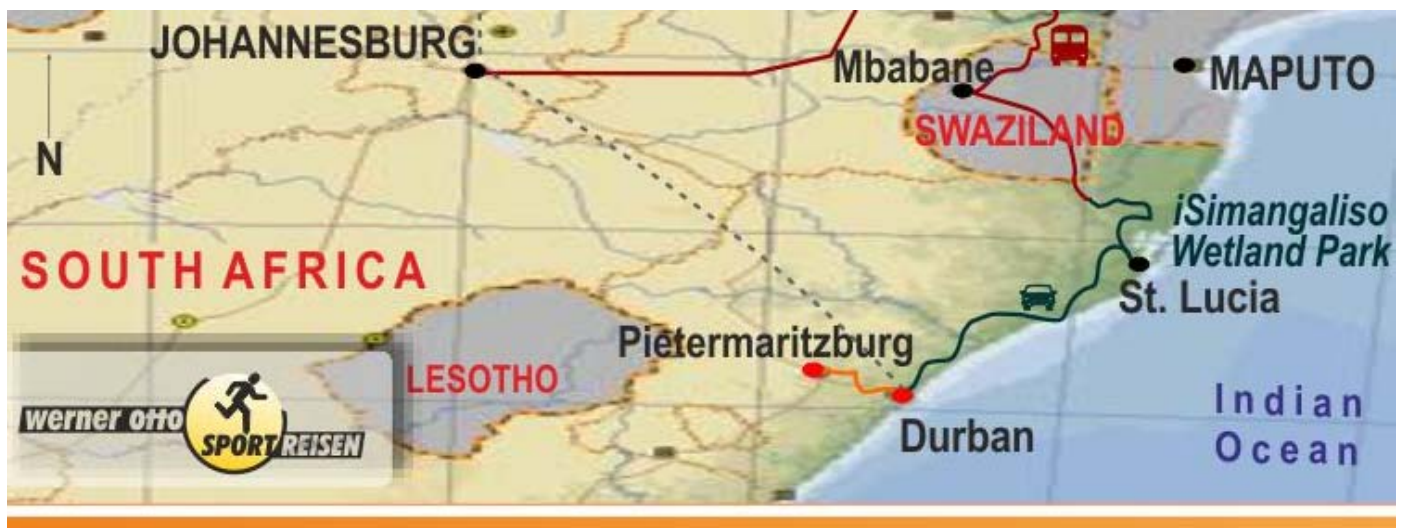 JOHANNESBURG
Mbabane
MAPUTO
N
SWAZILAND
iSimangaliso
Wetland Park
SOUTH AFRICA
St. Lucia
Pietermaritzburg
LESOTHO
Indian
Ocean
werner otto
SPORTREISEN
Durban